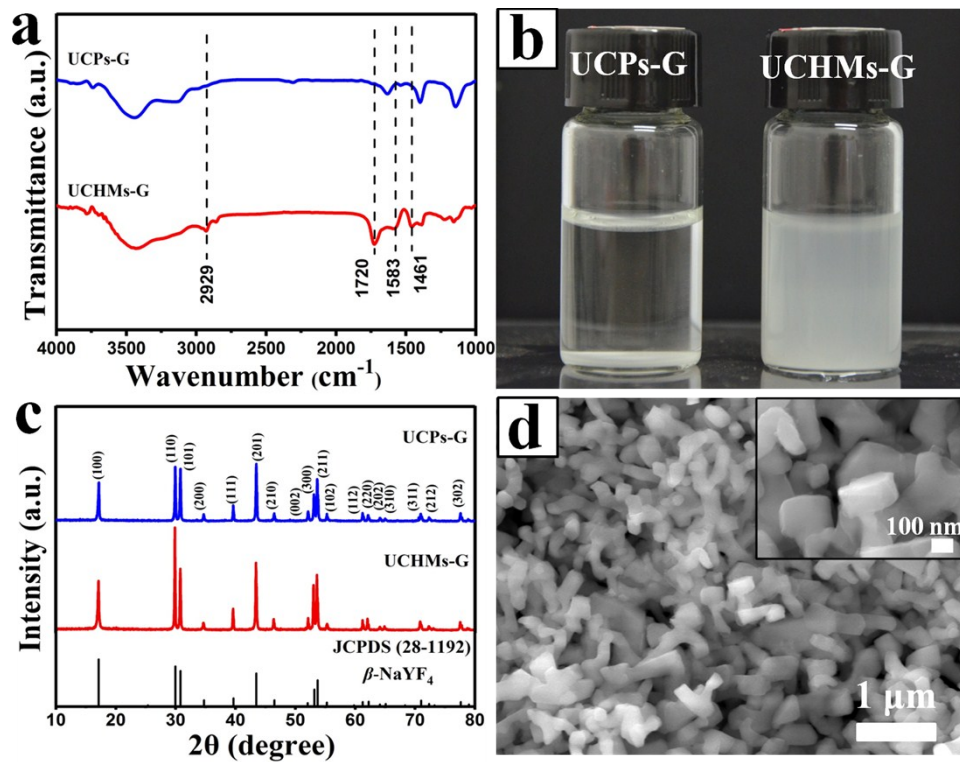 a
UCPs-G
UCHMs-G
2929
1720
1583
1461
Transmittance (a.u.)
4000 3500 3000 2500 2000 1500 1000
Wavenumber (cm⁻¹)
b
UCPs-G
UCHMs-G
c
UCPs-G
(100)
(110)
(101)
(200)
(111)
(201)
(210)
(002)
(300)
(211)
(102)
(112)
(220)
(202)
(310)
(311)
(212)
(302)
UCHMs-G
JCPDS (28-1192)
β-NaYF₄
Intensity (a.u.)
10 20 30 40 50 60 70 80
2θ (degree)
d
100 nm
1 μm